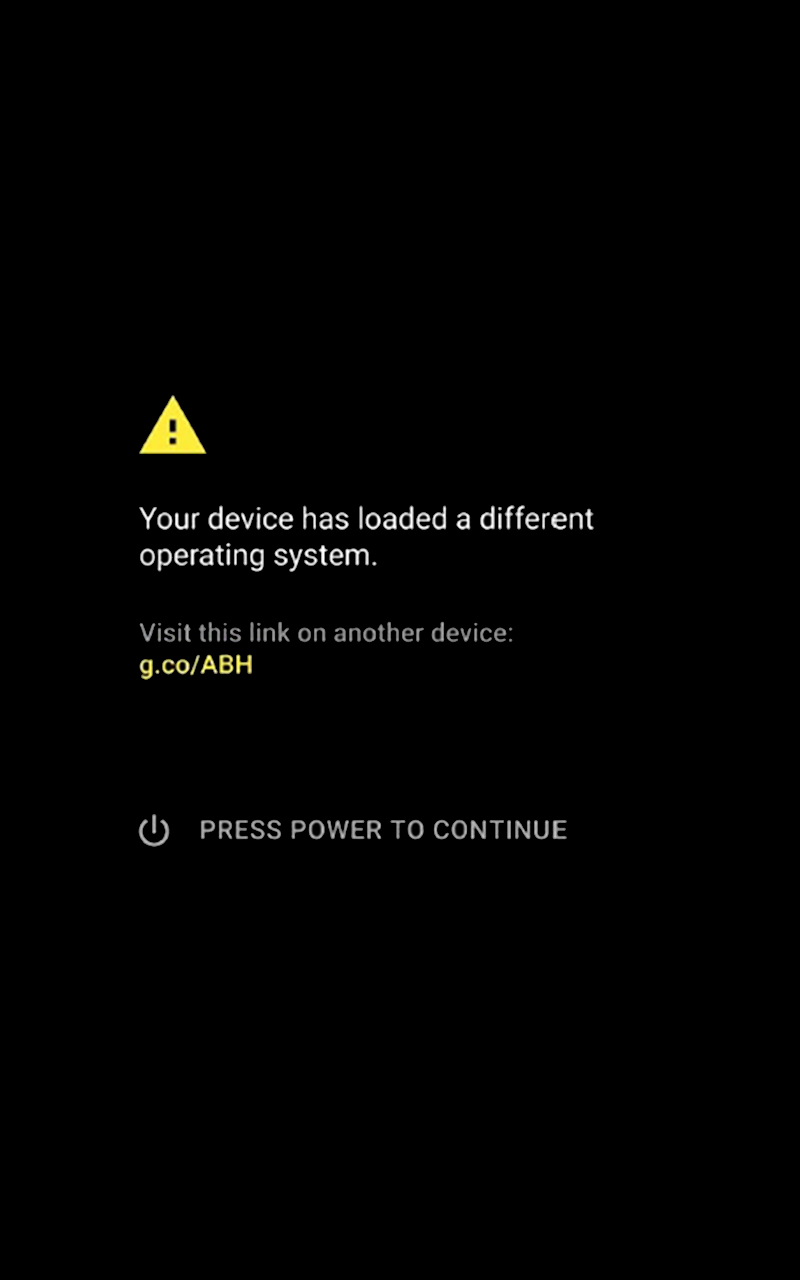 Your device has loaded a different
operating system.
Visit this link on another device:
g.co/ABH
PRESS POWER TO CONTINUE